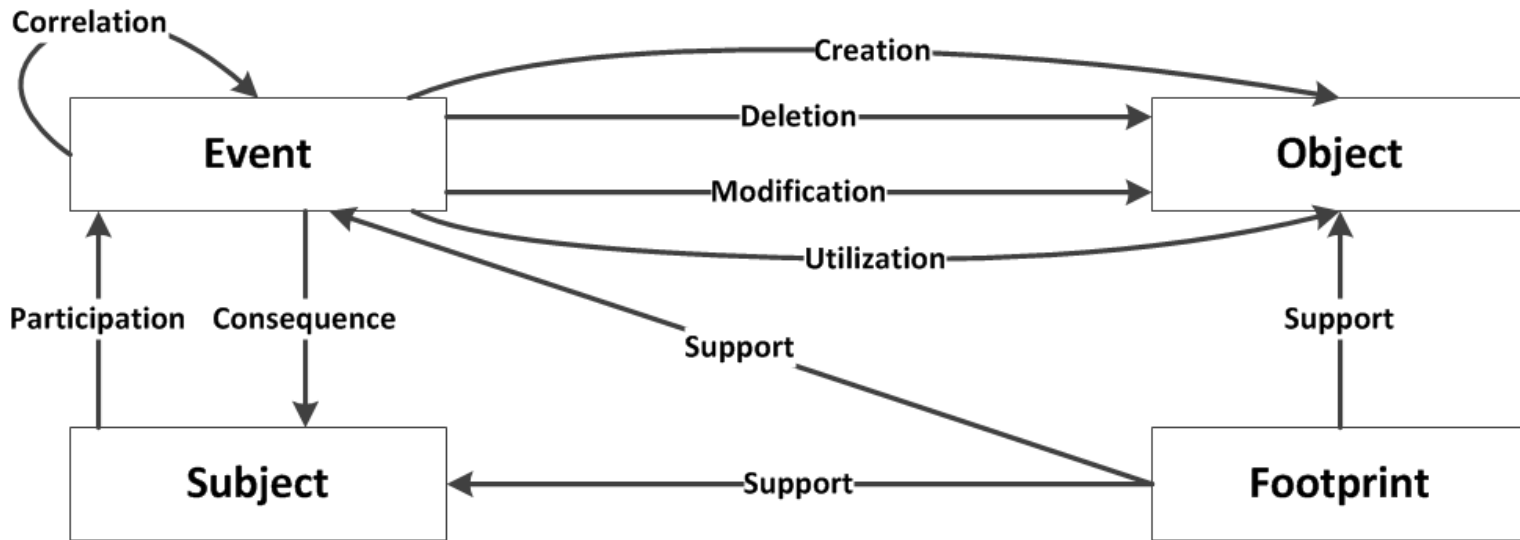 Correlation
Creation
Deletion
Event
Object
Modification
Utilization
Participation
Consequence
Support
Support
Subject
Support
Footprint